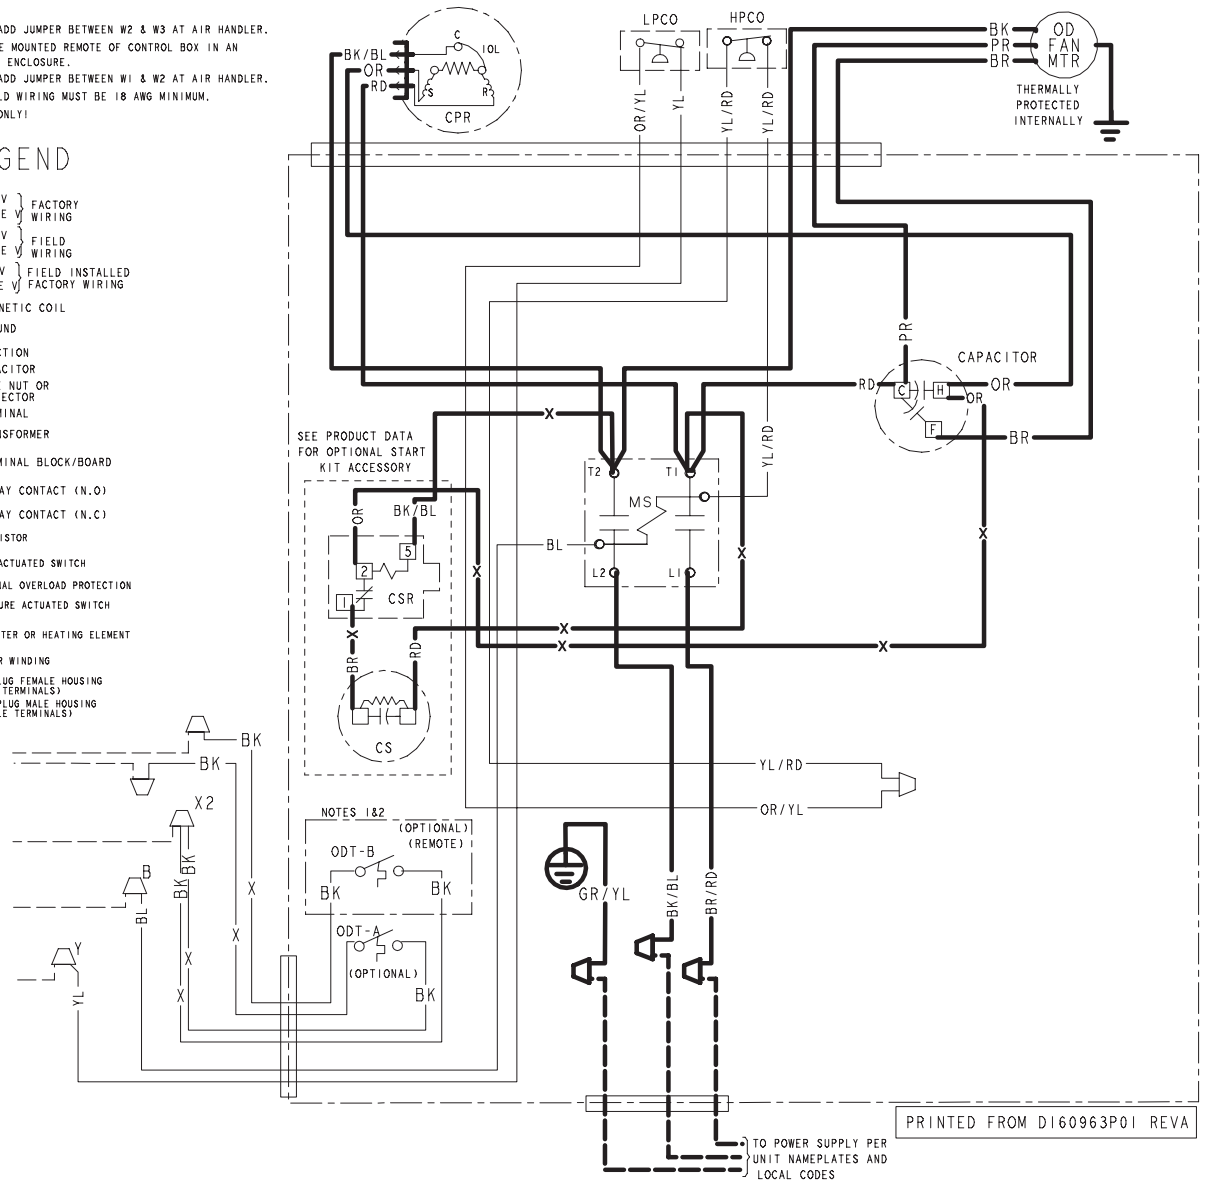 ADD JUMPER BETWEEN W2 & W3 AT AIR HANDLER.
E MOUNTED REMOTE OF CONTROL BOX IN AN
ENCLOSURE.
ADD JUMPER BETWEEN W1 & W2 AT AIR HANDLER.
LD WIRING MUST BE 18 AWG MINIMUM.
ONLY!
GEND
V
E V
FACTORY
WIRING
V
E V
FIELD
WIRING
V
E V
FIELD INSTALLED
FACTORY WIRING
NETIC COIL
UND
CTION
ACITOR
E NUT OR
ECTOR
MINAL
NSFORMER
MINAL BLOCK/BOARD
AY CONTACT (N.O)
AY CONTACT (N.C)
ISTOR
ACTUATED SWITCH
NAL OVERLOAD PROTECTION
URE ACTUATED SWITCH
TER OR HEATING ELEMENT
R WINDING
LUG FEMALE HOUSING
TERMINALS)
PLUG MALE HOUSING
LE TERMINALS)
BK/BL
OR
RD
C
IOL
S
R
CPR
LPCO
HPCO
OR/YL
YL
YL/RD
YL/RD
BK
PR
BR
OD
FAN
MTR
THERMALLY
PROTECTED
INTERNALLY
PR
CAPACITOR
RD
C
H
OR
OR
F
BR
X
SEE PRODUCT DATA
FOR OPTIONAL START
KIT ACCESSORY
YL/RD
T2
T1
MS
L2
L1
BL
OR
BK/BL
5
2
1
CSR
X
X
X
X
X
X
X
BR
RD
CS
YL/RD
OR/YL
BK
BK
X2
BK
BK
B
BL
Y
YL
X
X
X
X
NOTES 1&2
(OPTIONAL)
(REMOTE)
ODT-B
BK
BK
ODT-A
(OPTIONAL)
BK
GR/YL
BK/BL
BR/RD
PRINTED FROM D160963P01 REVA
TO POWER SUPPLY PER
UNIT NAMEPLATES AND
LOCAL CODES